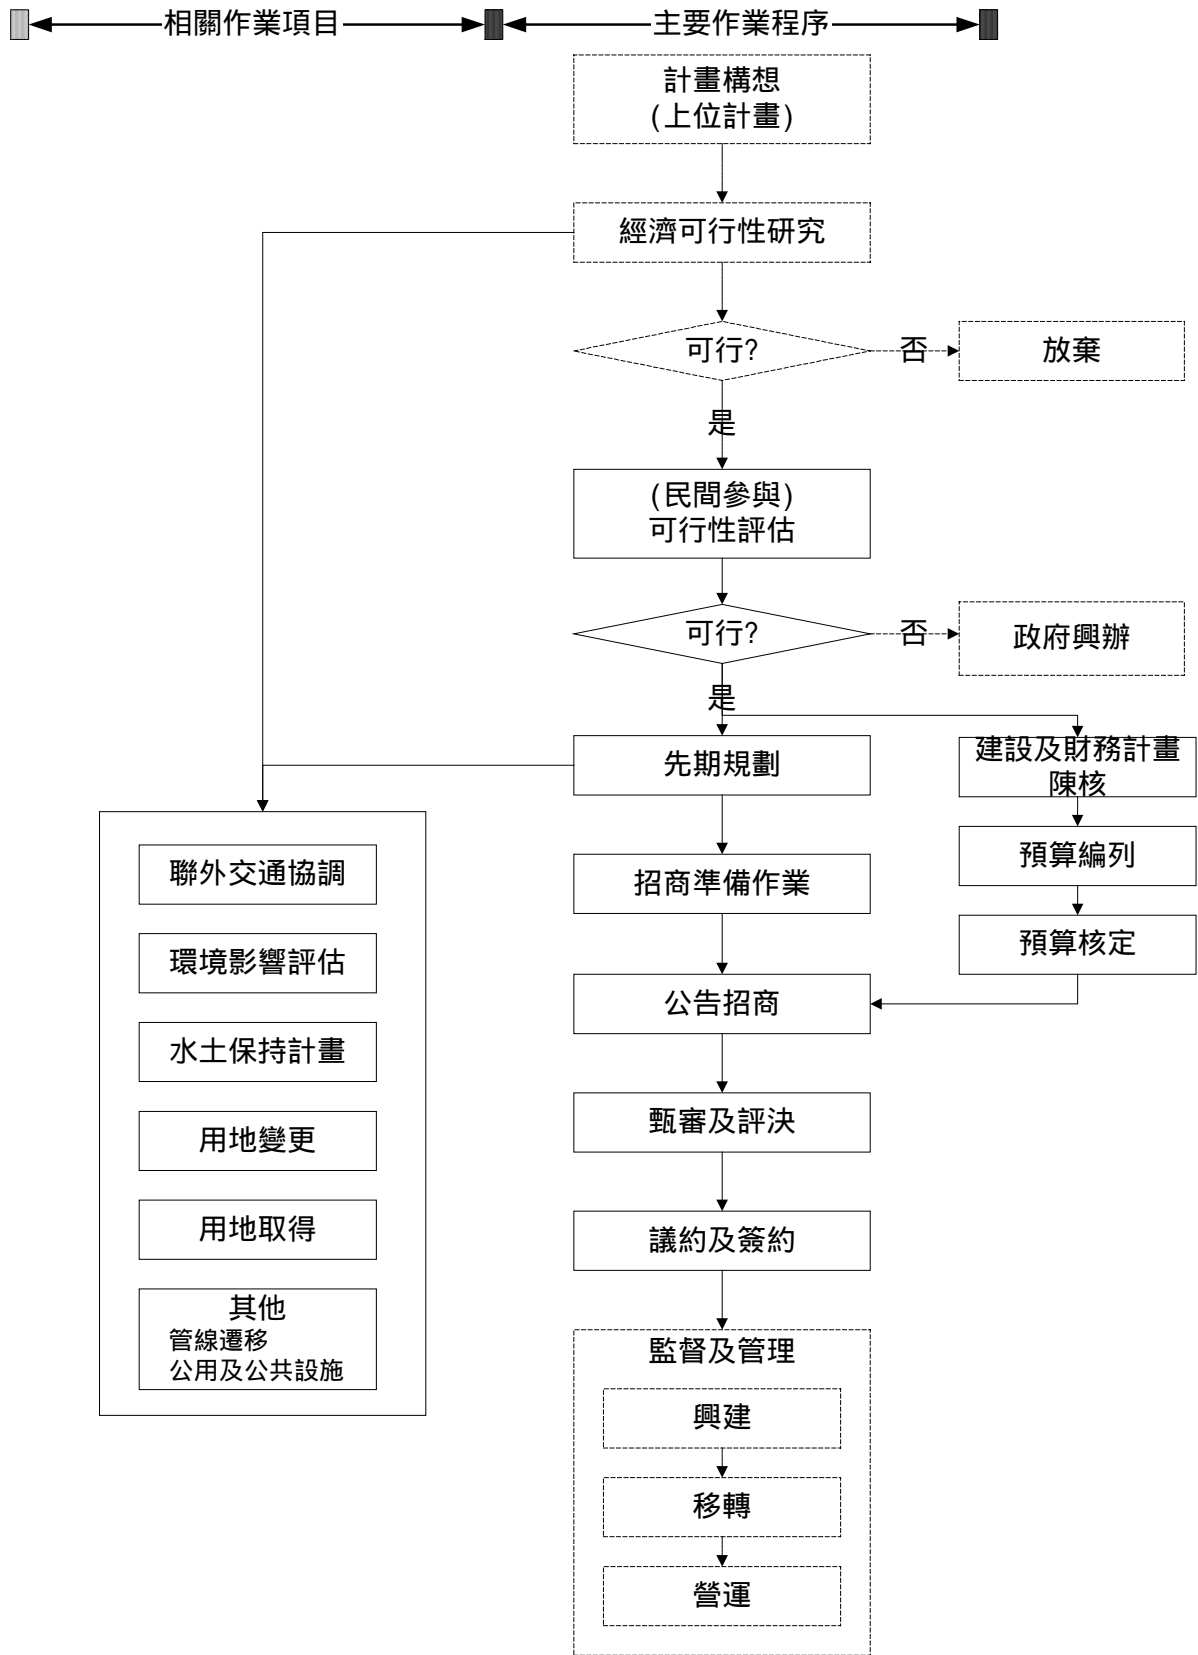 相關作業項目
主要作業程序
計畫構想
(上位計畫)
經濟可行性研究
可行?
否
放棄
是
(民間參與)
可行性評估
可行?
否
政府興辦
是
先期規劃
建設及財務計畫
陳核
招商準備作業
預算編列
預算核定
公告招商
甄審及評決
議約及簽約
監督及管理
興建
移轉
營運
聯外交通協調
環境影響評估
水土保持計畫
用地變更
用地取得
其他
管線遷移
公用及公共設施